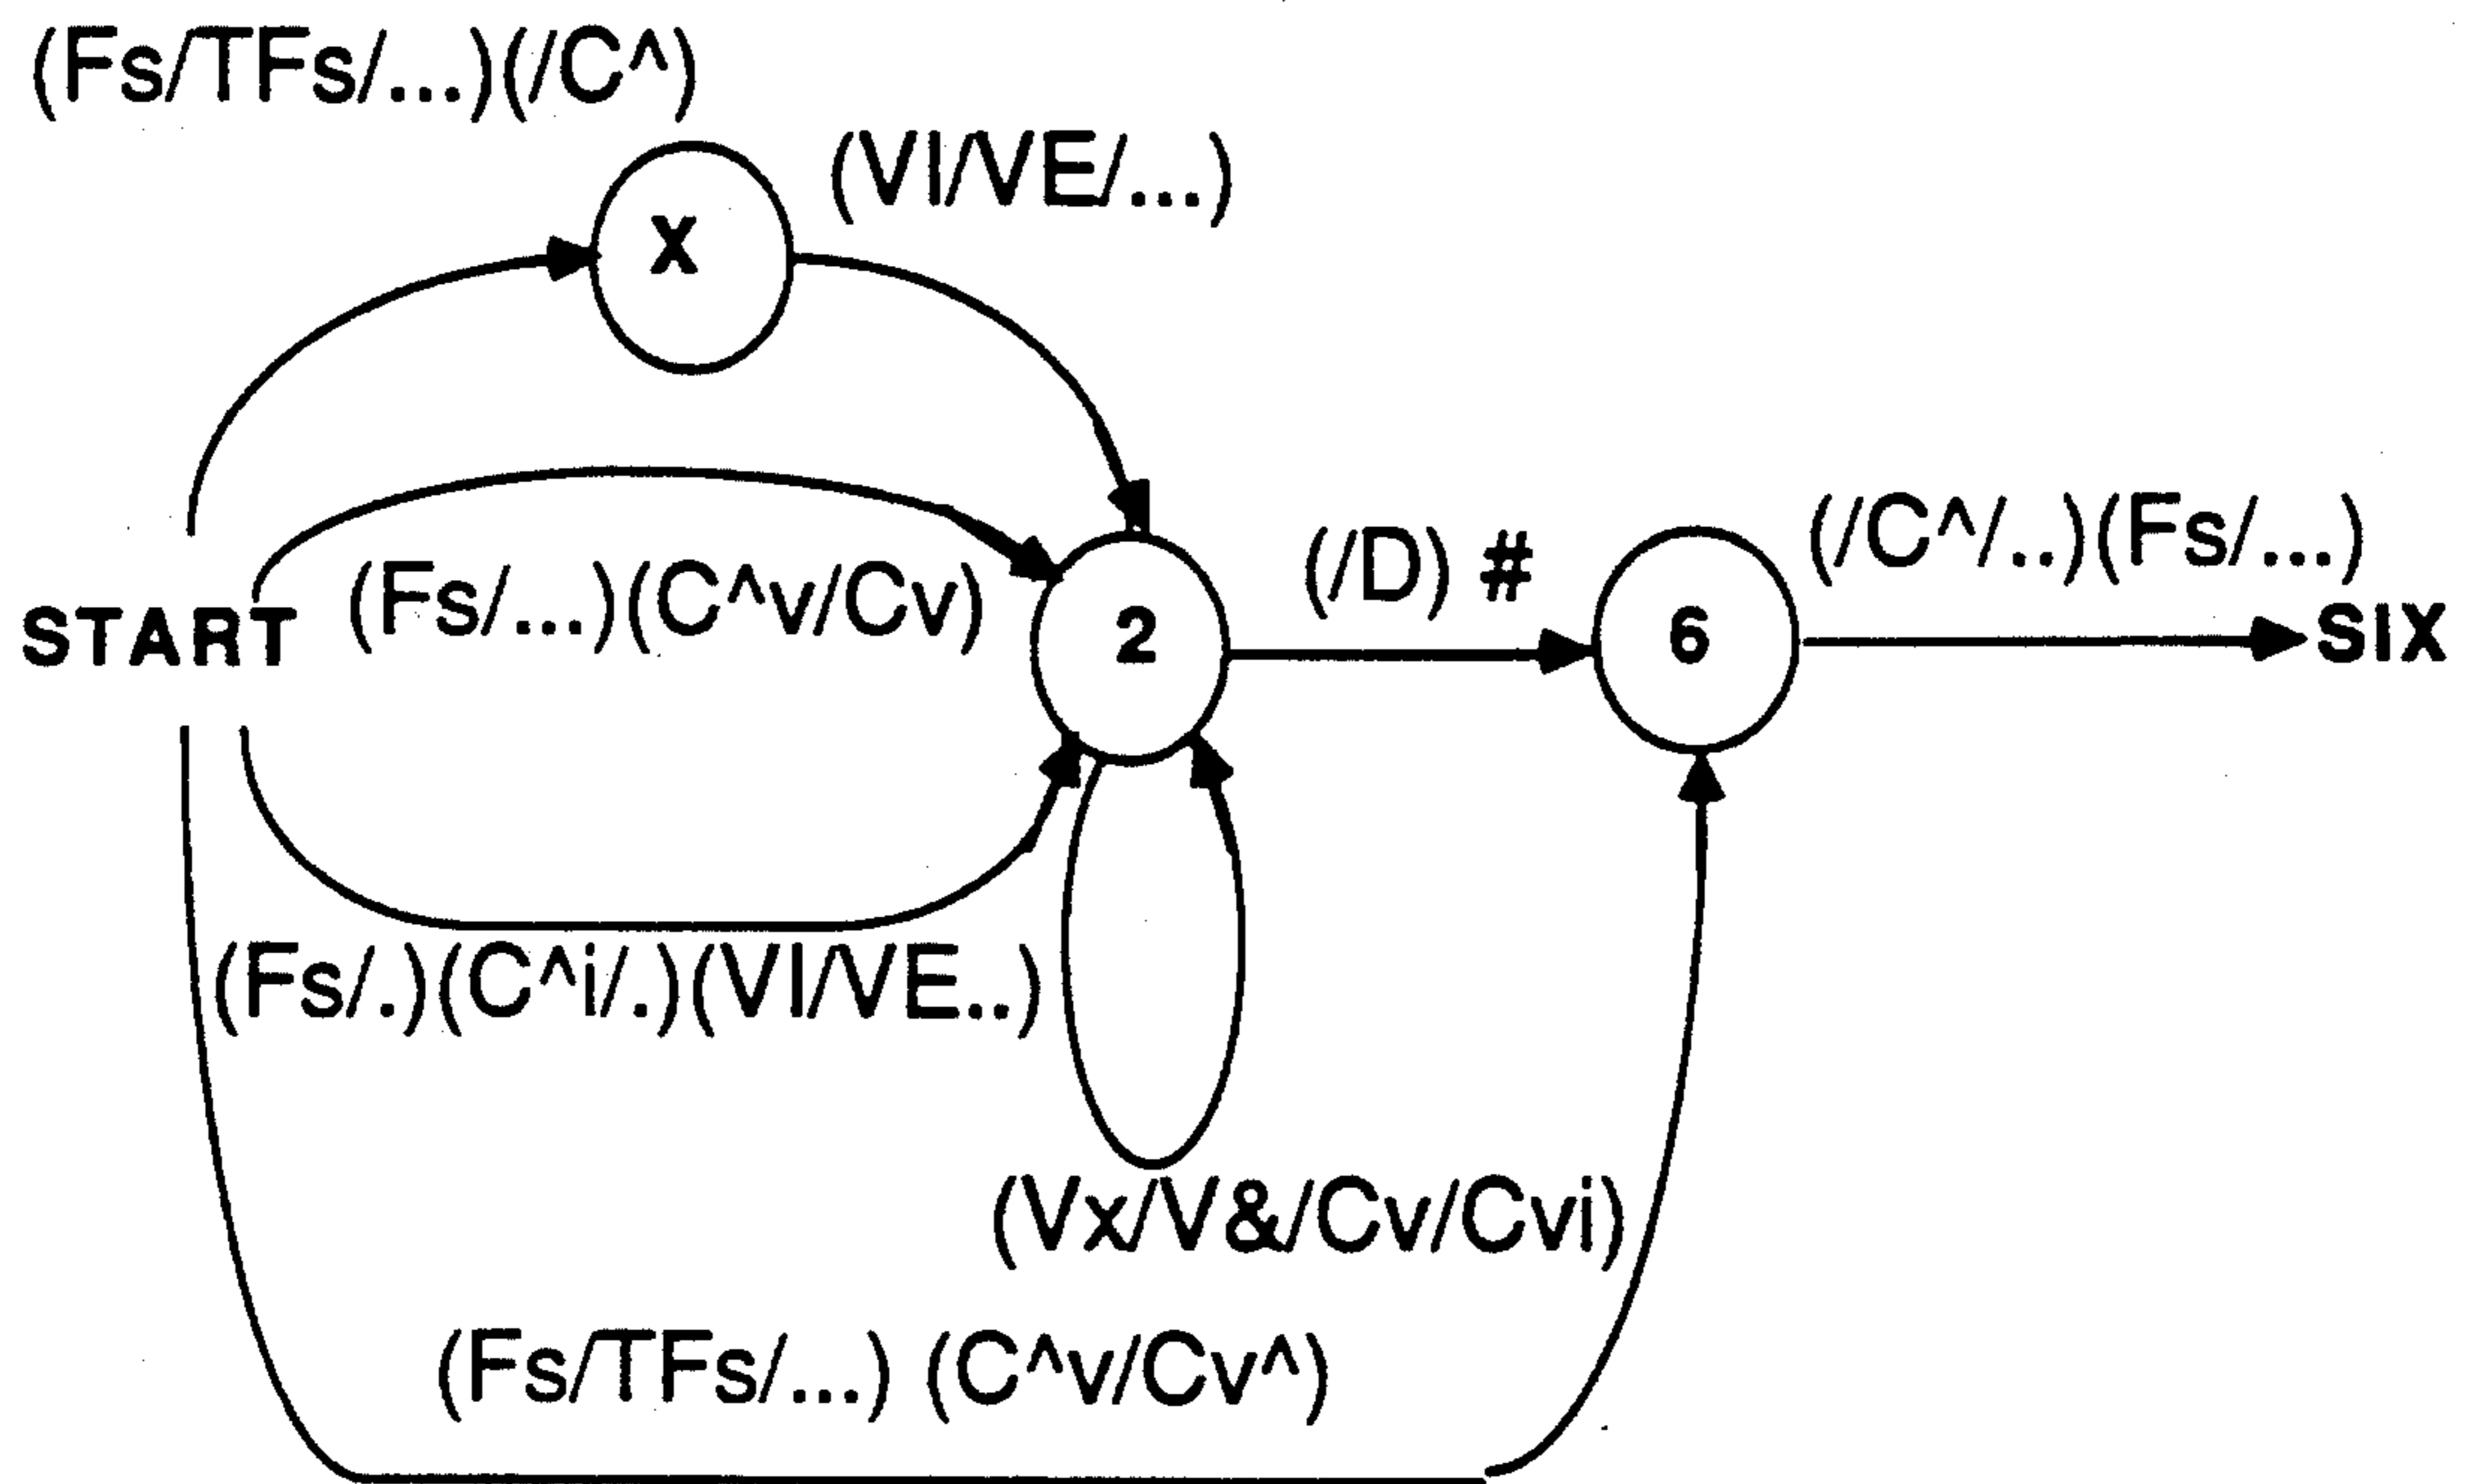 (Fs/TFs/...)(/C^)
(VI/VE/...)
X
(/C^/..)(Fs/...)
(/D) #
START
(Fs/...)(C^v/Cv)
2
6
SIX
(Fs/.)(C^i/.)(VI/VE..)
(Vx/V&/Cv/Cvi)
(Fs/TFs/...) (C^v/Cv^)